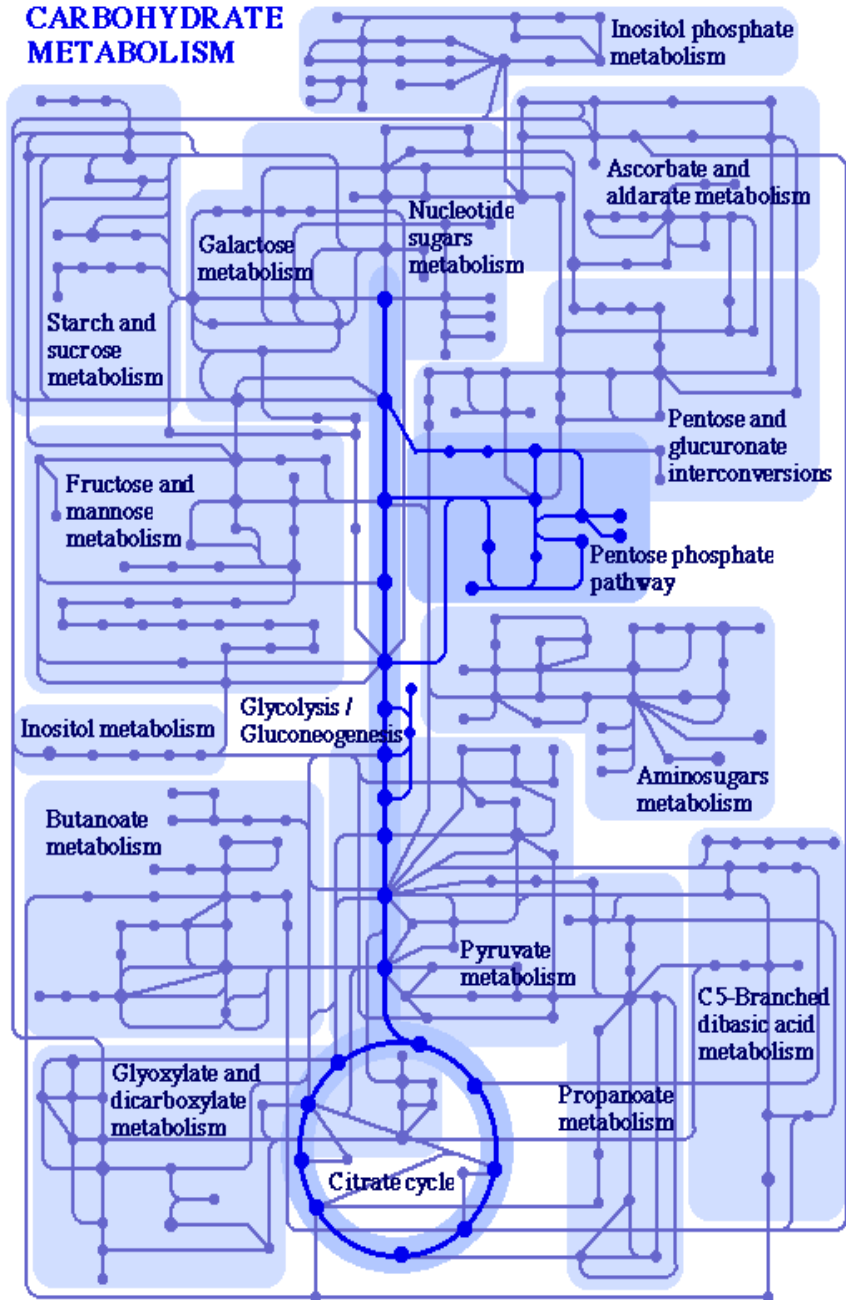 CARBOHYDRATE
METABOLISM
Inositol phosphate
metabolism
Ascorbate and
aldarate metabolism
Nucleotide
sugars
metabolism
Galactose
metabolism
Starch and
sucrose
metabolism
Pentose and
glucuronate
interconversions
Fructose and
mannose
metabolism
Pentose phosphate
pathway
Glycolysis /
Gluconeogenesis
Inositol metabolism
Aminosugars
metabolism
Butanoate
metabolism
Pyruvate
metabolism
C5-Branched
dibasic acid
metabolism
Glyoxylate and
dicarboxylate
metabolism
Propanoate
metabolism
Citrate cycle